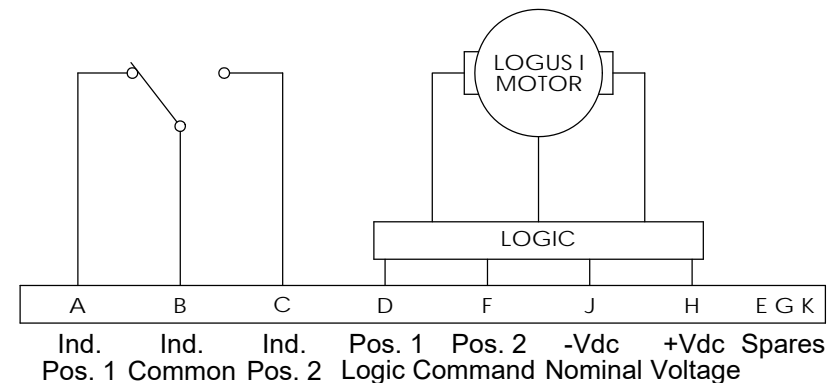 LOGUS I
MOTOR
LOGIC
A B C D F J H E G K
Ind. Ind. Ind. Pos. 1 Pos. 2 -Vdc +Vdc Spares
Pos. 1 Common Pos. 2 Logic Command Nominal Voltage